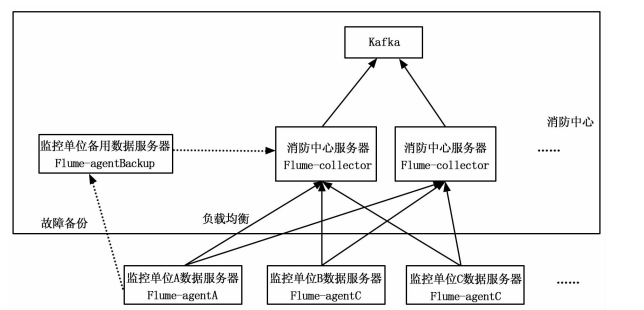 Kafka
消防中心
监控单位备用数据服务器
Flume-agentBackup
消防中心服务器
Flume-collector
消防中心服务器
Flume-collector
……
故障备份
负载均衡
监控单位A数据服务器
Flume-agentA
监控单位B数据服务器
Flume-agentC
监控单位C数据服务器
Flume-agentC
……